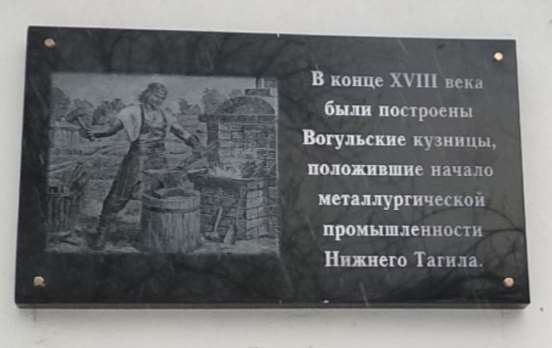 В конце XVIII века
были построены
Вогульские кузницы,
положившие начало
металлургической
промышленности
Нижнего Тагила.